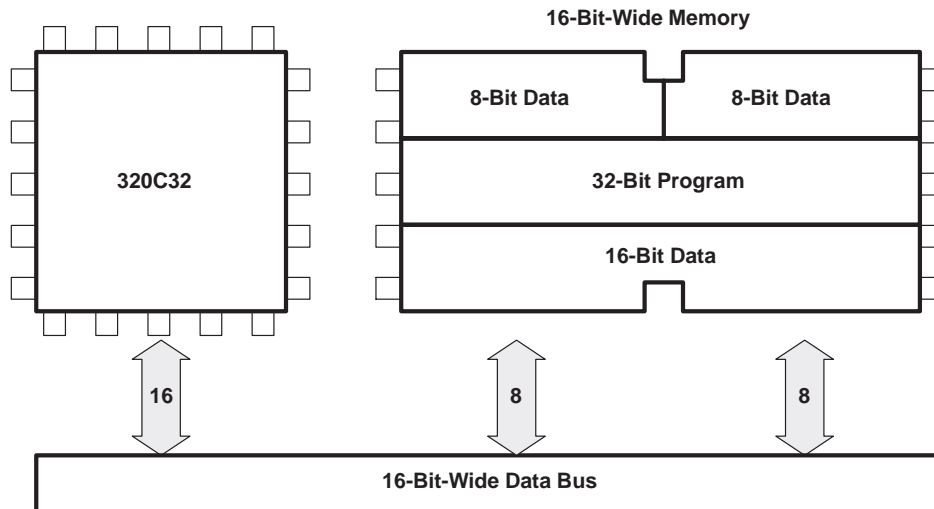 16-Bit-Wide Memory
8-Bit Data
8-Bit Data
320C32
32-Bit Program
16-Bit Data
16
8
8
16-Bit-Wide Data Bus